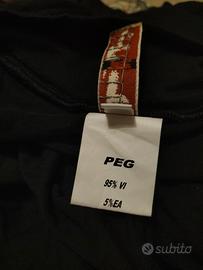 PEG
95% VI
5%EA
subito